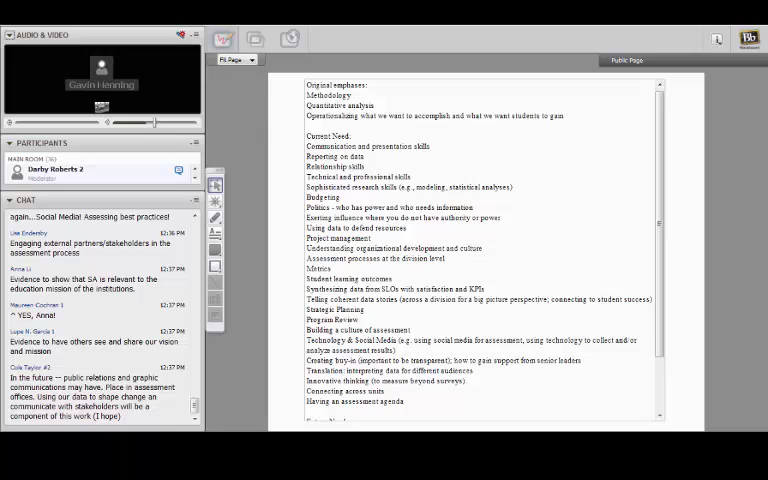 AUDIO & VIDEO
Gavin Henning
PARTICIPANTS
MAIN ROOM (36)
Darby Roberts 2
Moderator
CHAT
again...Social Media! Assessing best practices!
Lisa Endersby 12:36 PM
Engaging external partners/stakeholders in the
assessment process
Anna Li 12:37 PM
Evidence to show that SA is relevant to the
education mission of the institutions.
Maureen Cochran 1 12:37 PM
^ YES, Anna!
Lupe N. Garcia 1 12:37 PM
Evidence to have others see and share our vision
and mission
Cole Taylor #2 12:37 PM
In the future -- public relations and graphic
communications may have. Place in assessment
offices. Using our data to shape change an
communicate with stakeholders will be a
component of this work (I hope)
Fit Page
Public Page
Bb
Original emphases:
Methodology
Quantitative analysis
Operationalizing what we want to accomplish and what we want students to gain
Current Need:
Communication and presentation skills
Reporting on data
Relationship skills
Technical and professional skills
Sophisticated research skills (e.g., modeling, statistical analyses)
Budgeting
Politics - who has power and who needs information
Exerting influence where you do not have authority or power
Using data to defend resources
Project management
Understanding organizational development and culture
Assessment processes at the division level
Metrics
Student learning outcomes
Synthesizing data from SLOs with satisfaction and KPIs
Telling coherent data stories (across a division for a big picture perspective; connecting to student success)
Strategic Planning
Program Review
Building a culture of assessment
Technology & Social Media (e.g. using social media for assessment, using technology to collect and/or
analyze assessment results)
Creating buy-in (important to be transparent); how to gain support from senior leaders
Translation: interpreting data for different audiences
Innovative thinking (to measure beyond surveys)
Connecting across units
Having an assessment agenda